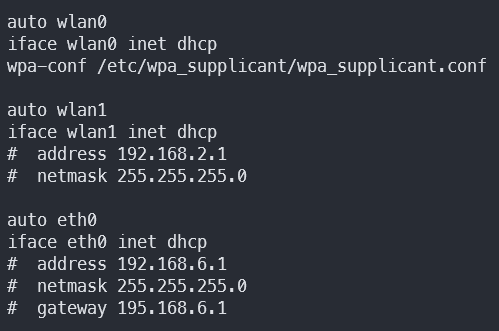 auto wlan0
iface wlan0 inet dhcp
wpa-conf /etc/wpa_supplicant/wpa_supplicant.conf

auto wlan1
iface wlan1 inet dhcp
#  address 192.168.2.1
#  netmask 255.255.255.0

auto eth0
iface eth0 inet dhcp
#  address 192.168.6.1
#  netmask 255.255.255.0
#  gateway 195.168.6.1